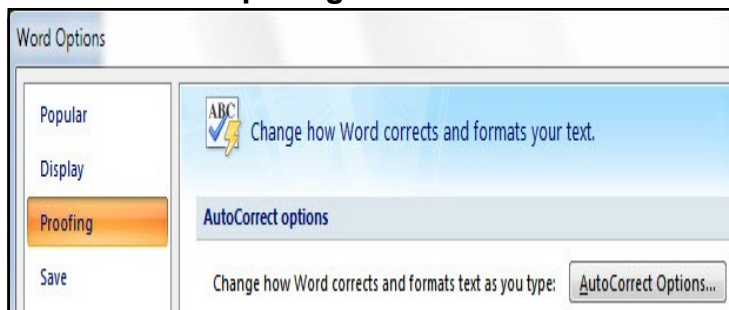 Word Options
Popular
Display
Proofing
Save
ABC
Change how Word corrects and formats your text.
AutoCorrect options
Change how Word corrects and formats text as you type: AutoCorrect Options...